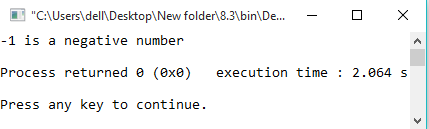 "C:\Users\dell\Desktop\New folder\8.3\bin\De...
-1 is a negative number
Process returned 0 (0x0)   execution time : 2.064 s
Press any key to continue.